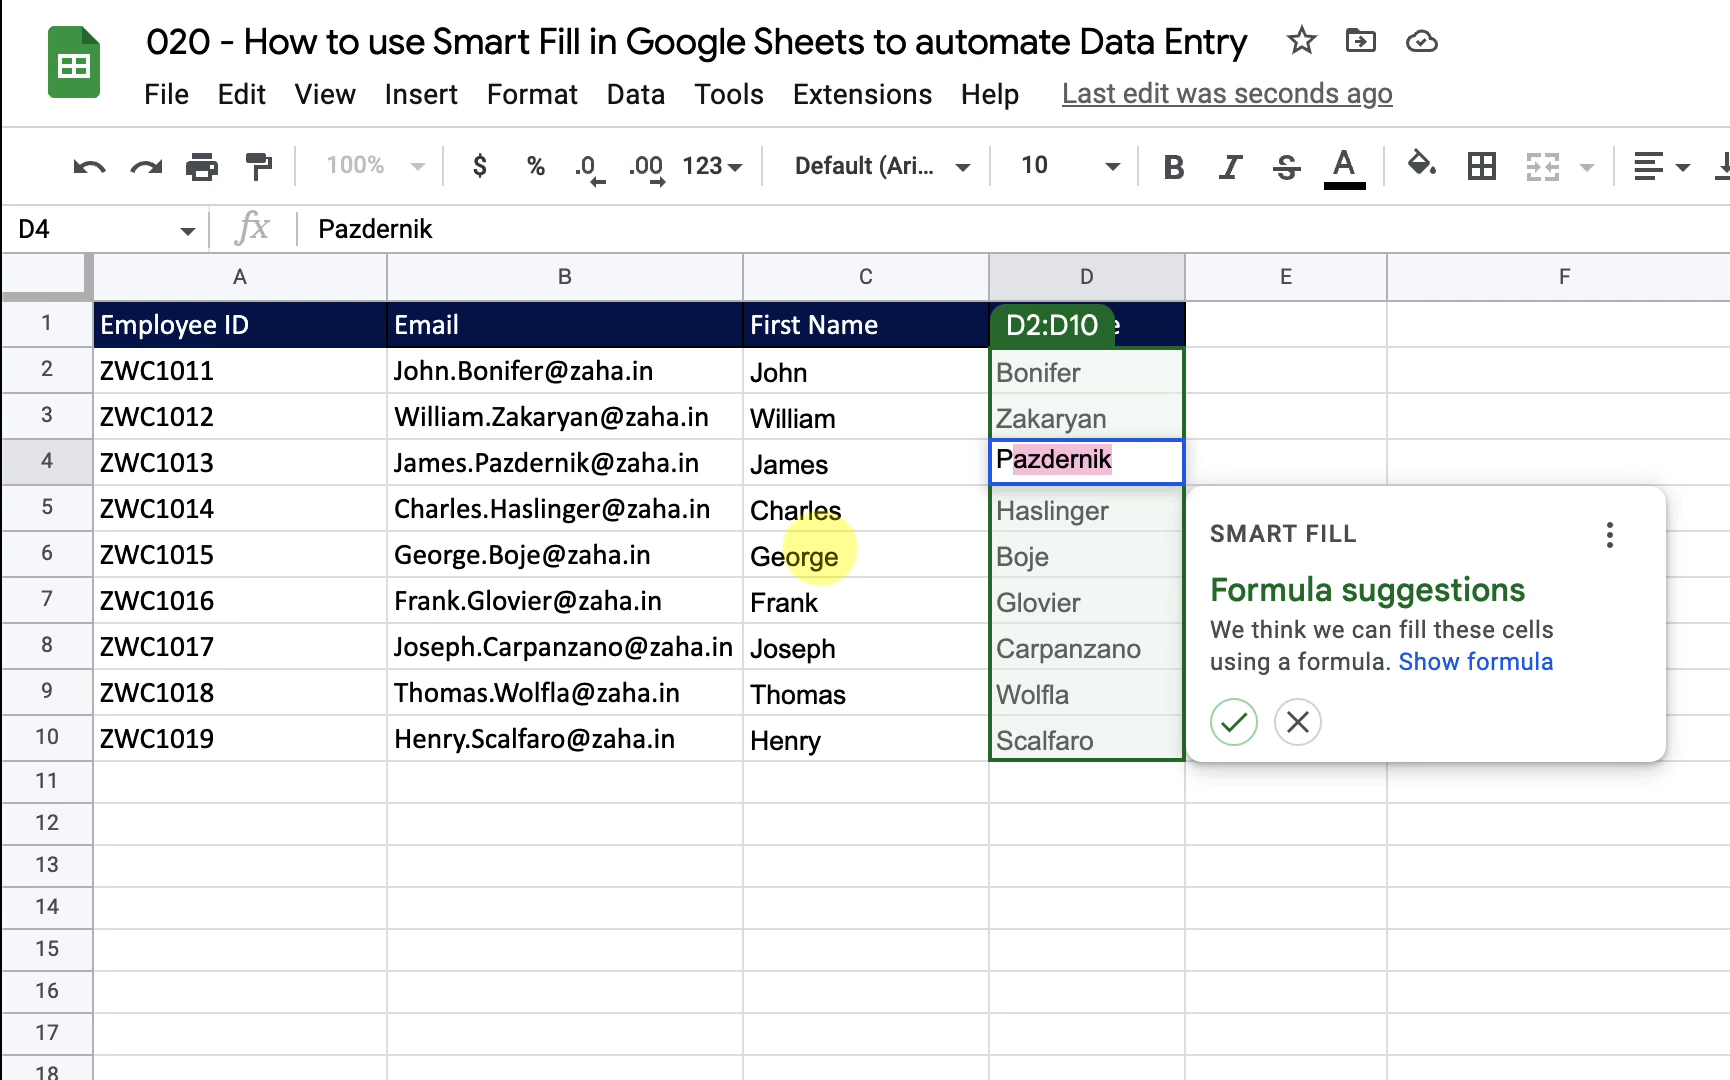 020 - How to use Smart Fill in Google Sheets to automate Data Entry
File Edit View Insert Format Data Tools Extensions Help Last edit was seconds ago
100% $ % .0 .00 123 Default (Ari... 10 B I S A
D4 fx Pazdernik
A B C D E F
1 Employee ID Email First Name D2:D10 e
2 ZWC1011 John.Bonifer@zaha.in John Bonifer
3 ZWC1012 William.Zakaryan@zaha.in William Zakaryan
4 ZWC1013 James.Pazdernik@zaha.in James Pazdernik
5 ZWC1014 Charles.Haslinger@zaha.in Charles Haslinger
6 ZWC1015 George.Boje@zaha.in George Boje
7 ZWC1016 Frank.Glovier@zaha.in Frank Glovier
8 ZWC1017 Joseph.Carpanzano@zaha.in Joseph Carpanzano
9 ZWC1018 Thomas.Wolfla@zaha.in Thomas Wolfla
10 ZWC1019 Henry.Scalfaro@zaha.in Henry Scalfaro
SMART FILL
Formula suggestions
We think we can fill these cells
using a formula. Show formula
11
12
13
14
15
16
17
18